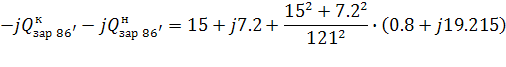 −jQ^к_зар 86′ − jQ^н_зар 86′ = 15 + j7.2 + (15² + 7.2²)/121² · (0.8 + j19.215)